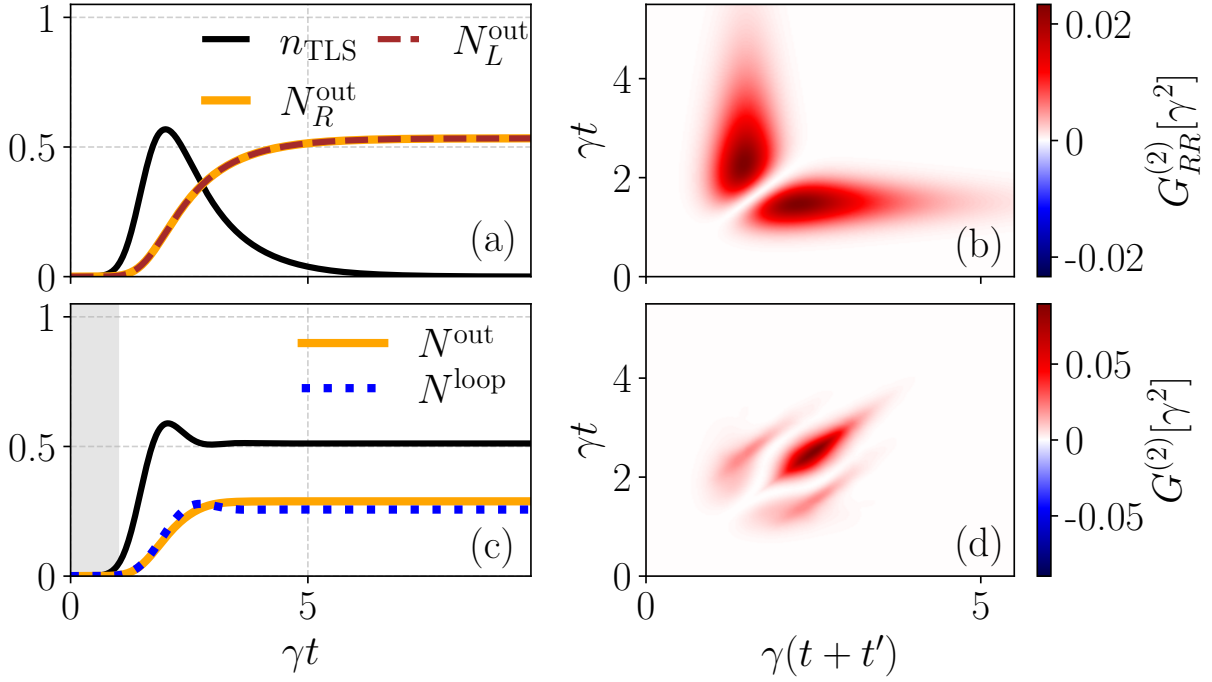 1
0.5
0
n_TLS
N_L^out
N_R^out
(a)
4
2
0
γt
(b)
0.02
0
-0.02
G_RR^(2)[γ²]
1
0.5
0
0
5
γt
N^out
N^loop
(c)
4
2
0
γt
0
5
γ(t + t′)
(d)
0.05
0
-0.05
G^(2)[γ²]